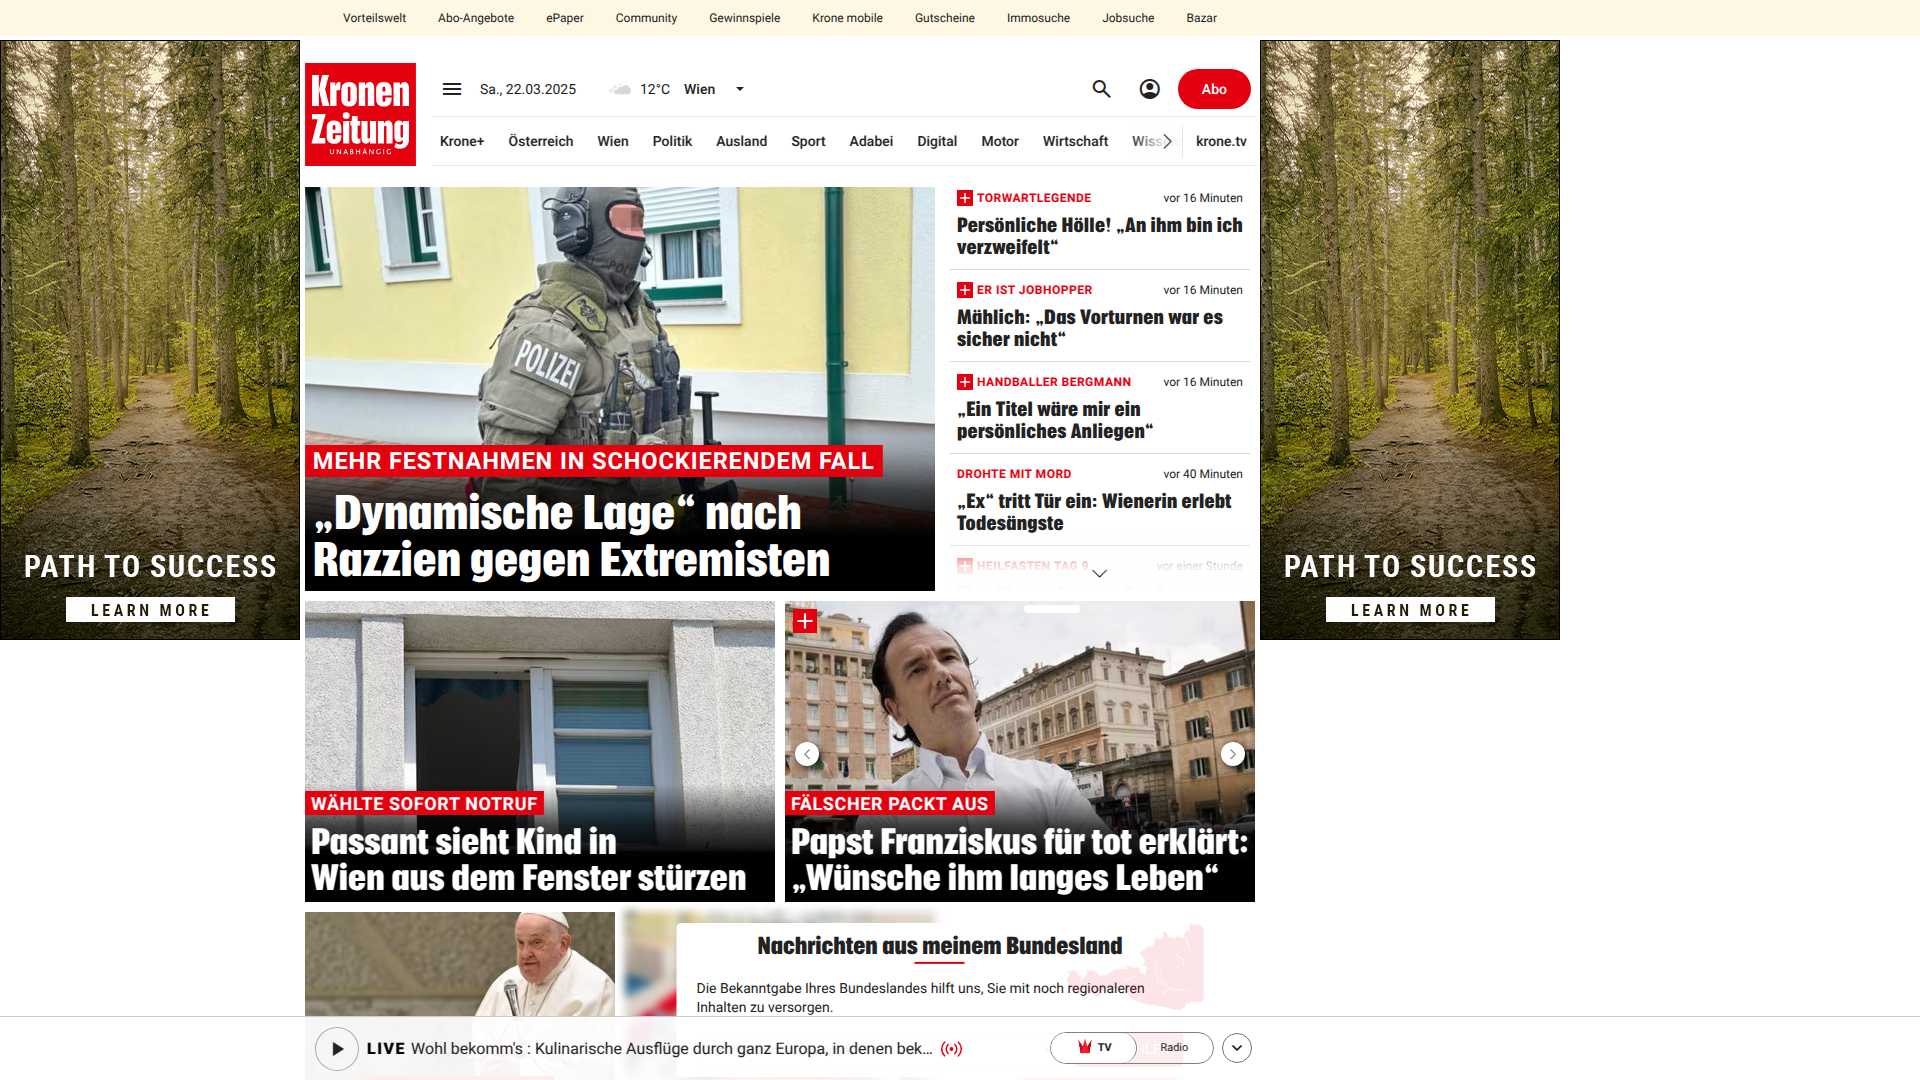 Vorteilswelt Abo-Angebote ePaper Community Gewinnspiele Krone mobile Gutscheine Immosuche Jobsuche Bazar
Kronen
Zeitung
UNABHÄNGIG
Sa., 22.03.2025 12°C Wien
Abo
Krone+ Österreich Wien Politik Ausland Sport Adabei Digital Motor Wirtschaft Wiss krone.tv
POLIZEI
MEHR FESTNAHMEN IN SCHOCKIERENDEM FALL
„Dynamische Lage“ nach
Razzien gegen Extremisten
TORWARTLEGENDE vor 16 Minuten
Persönliche Hölle! „An ihm bin ich
verzweifelt“
ER IST JOBHOPPER vor 16 Minuten
Mählich: „Das Vorturnen war es
sicher nicht“
HANDBALLER BERGMANN vor 16 Minuten
„Ein Titel wäre mir ein
persönliches Anliegen“
DROHTE MIT MORD vor 40 Minuten
„Ex“ tritt Tür ein: Wienerin erlebt
Todesängste
HEILFASTEN TAG 9 vor einer Stunde
PATH TO SUCCESS
LEARN MORE
PATH TO SUCCESS
LEARN MORE
WÄHLTE SOFORT NOTRUF
Passant sieht Kind in
Wien aus dem Fenster stürzen
FÄLSCHER PACKT AUS
Papst Franziskus für tot erklärt:
„Wünsche ihm langes Leben“
Nachrichten aus meinem Bundesland
Die Bekanntgabe Ihres Bundeslandes hilft uns, Sie mit noch regionaleren
Inhalten zu versorgen.
LIVE Wohl bekomm's : Kulinarische Ausflüge durch ganz Europa, in denen bek...
TV Radio